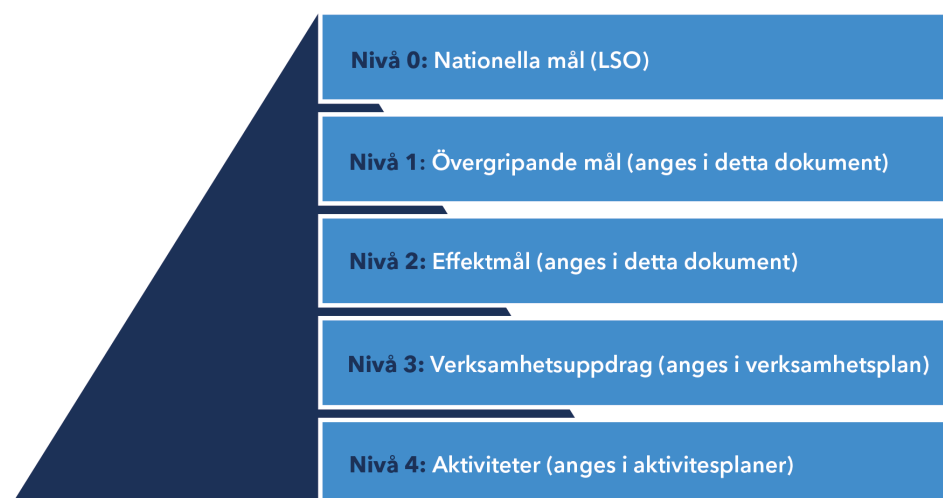 Nivå 0: Nationella mål (LSO)
Nivå 1: Övergripande mål (anges i detta dokument)
Nivå 2: Effektmål (anges i detta dokument)
Nivå 3: Verksamhetsuppdrag (anges i verksamhetsplan)
Nivå 4: Aktiviteter (anges i aktivitesplaner)